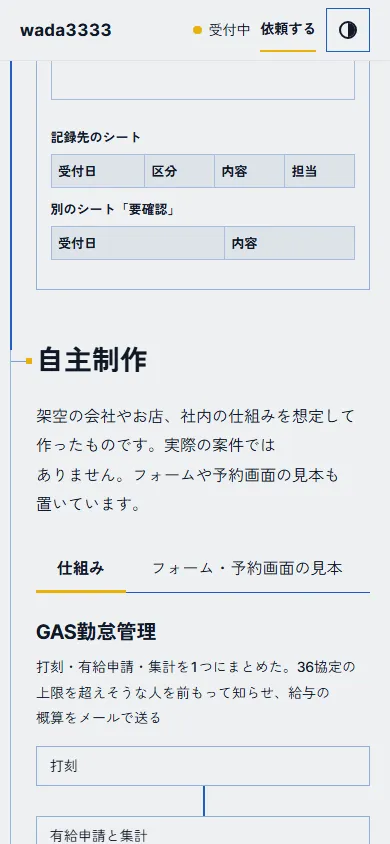 wada3333
受付中 依頼する
記録先のシート
受付日 区分 内容 担当
別のシート「要確認」
受付日 内容
自主制作
架空の会社やお店、社内の仕組みを想定して
作ったものです。実際の案件では
ありません。フォームや予約画面の見本も
置いています。
仕組み フォーム・予約画面の見本
GAS勤怠管理
打刻・有給申請・集計を1つにまとめた。36協定の
上限を超えそうな人を前もって知らせ、給与の
概算をメールで送る
打刻
有給申請と集計